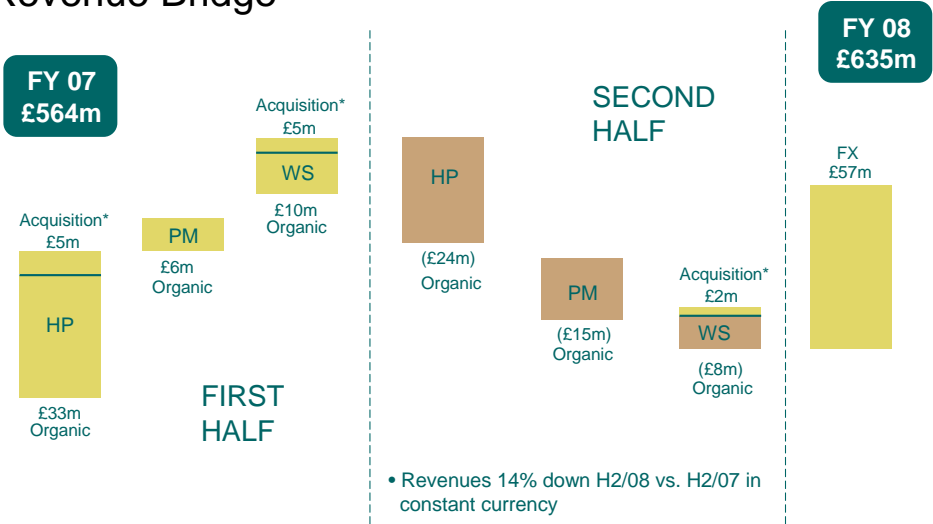 Revenue Bridge
FY 07
£564m
Acquisition*
£5m
HP
£33m
Organic
PM
£6m
Organic
Acquisition*
£5m
WS
£10m
Organic
FIRST
HALF
SECOND
HALF
HP
(£24m)
Organic
PM
(£15m)
Organic
Acquisition*
£2m
WS
(£8m)
Organic
• Revenues 14% down H2/08 vs. H2/07 in
constant currency
FY 08
£635m
FX
£57m